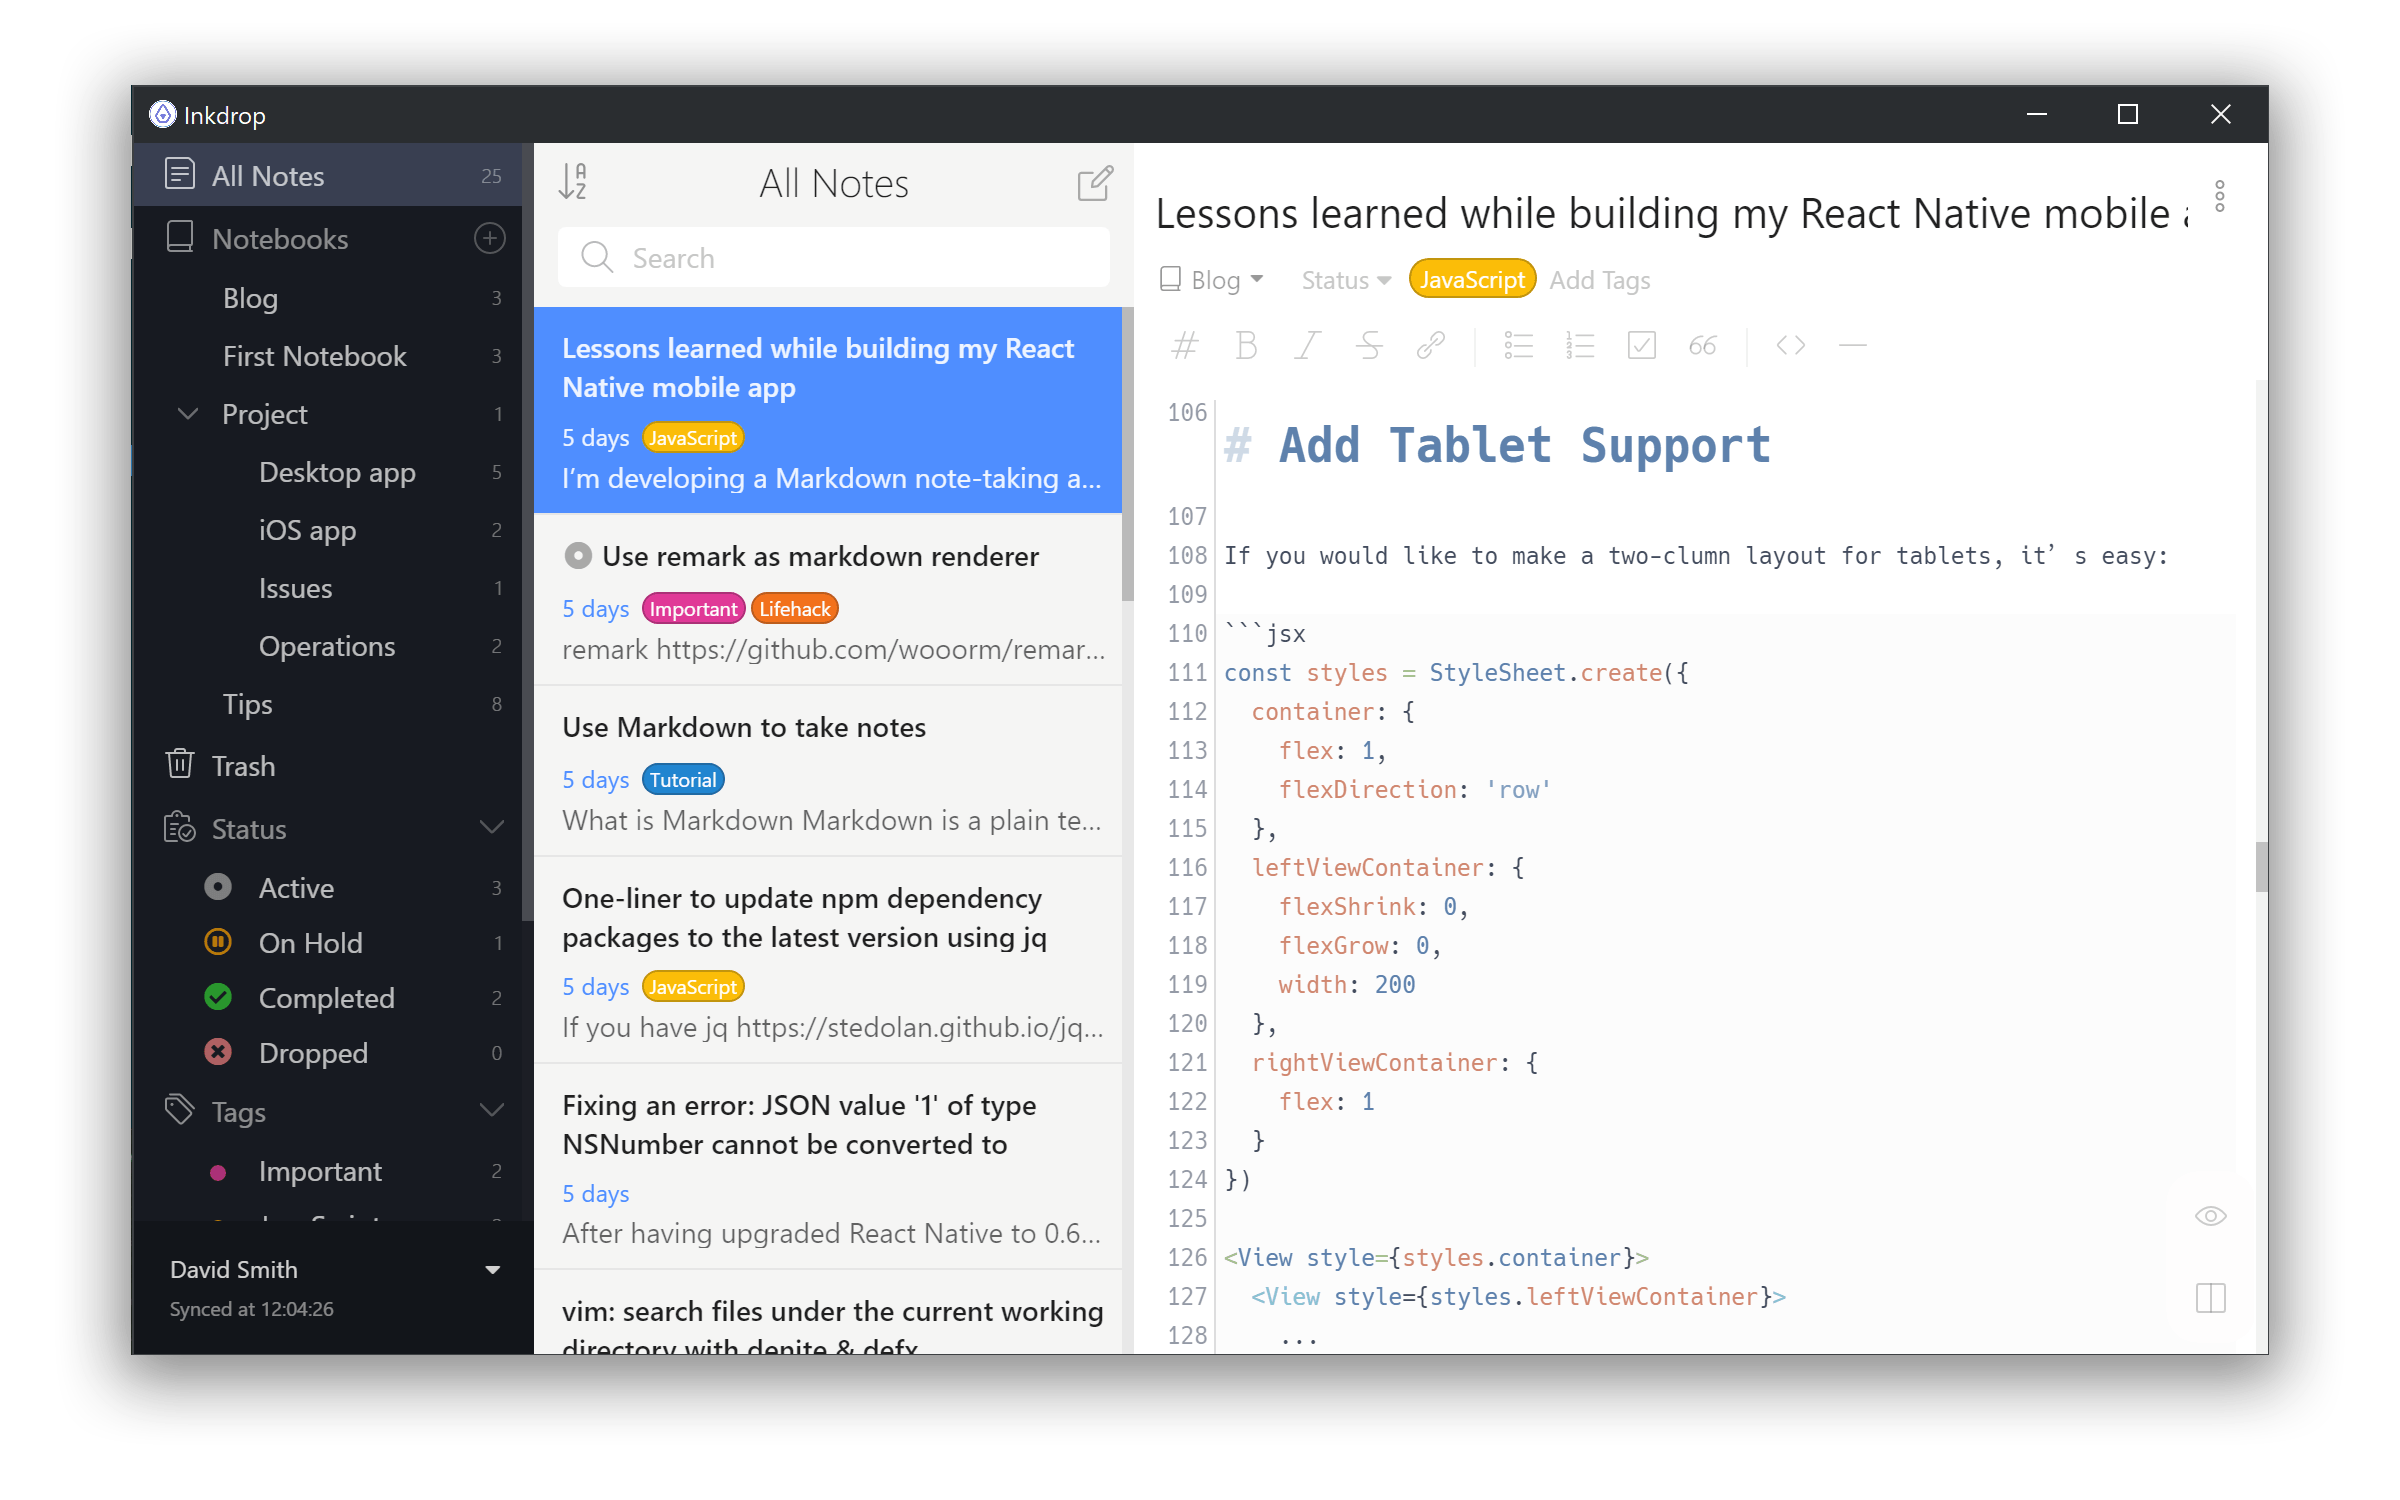 Inkdrop
All Notes 25
Notebooks
Blog 3
First Notebook 3
Project 1
Desktop app 5
iOS app 2
Issues 1
Operations 2
Tips 8
Trash
Status
Active 3
On Hold 1
Completed 2
Dropped 0
Tags
Important 2
David Smith
Synced at 12:04:26
All Notes
Search
Lessons learned while building my React
Native mobile app
5 days JavaScript
I’m developing a Markdown note-taking a...
Use remark as markdown renderer
5 days Important Lifehack
remark https://github.com/wooorm/remar...
Use Markdown to take notes
5 days Tutorial
What is Markdown Markdown is a plain te...
One-liner to update npm dependency
packages to the latest version using jq
5 days JavaScript
If you have jq https://stedolan.github.io/jq...
Fixing an error: JSON value '1' of type
NSNumber cannot be converted to
5 days
After having upgraded React Native to 0.6...
vim: search files under the current working
directory with denite & defx
Lessons learned while building my React Native mobile
Blog Status JavaScript Add Tags
106 # Add Tablet Support
107
108 If you would like to make a two-clumn layout for tablets, it’s easy:
109
110 ```jsx
111 const styles = StyleSheet.create({
112 container: {
113 flex: 1,
114 flexDirection: 'row'
115 },
116 leftViewContainer: {
117 flexShrink: 0,
118 flexGrow: 0,
119 width: 200
120 },
121 rightViewContainer: {
122 flex: 1
123 }
124 })
125
126 <View style={styles.container}>
127 <View style={styles.leftViewContainer}>
128 ...